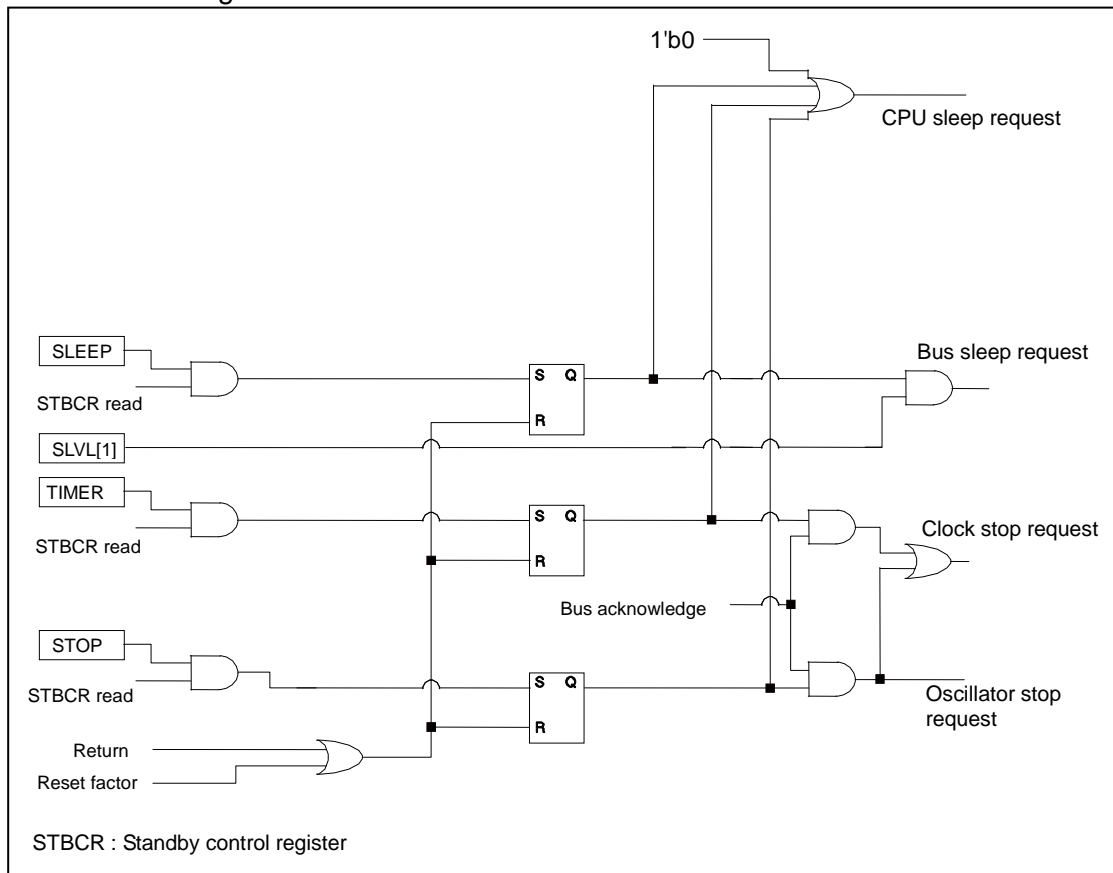 1'b0
CPU sleep request
SLEEP
STBCR read
S Q
R
Bus sleep request
SLVL[1]
TIMER
STBCR read
S Q
R
Clock stop request
Bus acknowledge
STOP
STBCR read
S Q
R
Oscillator stop
request
Return
Reset factor
STBCR : Standby control register